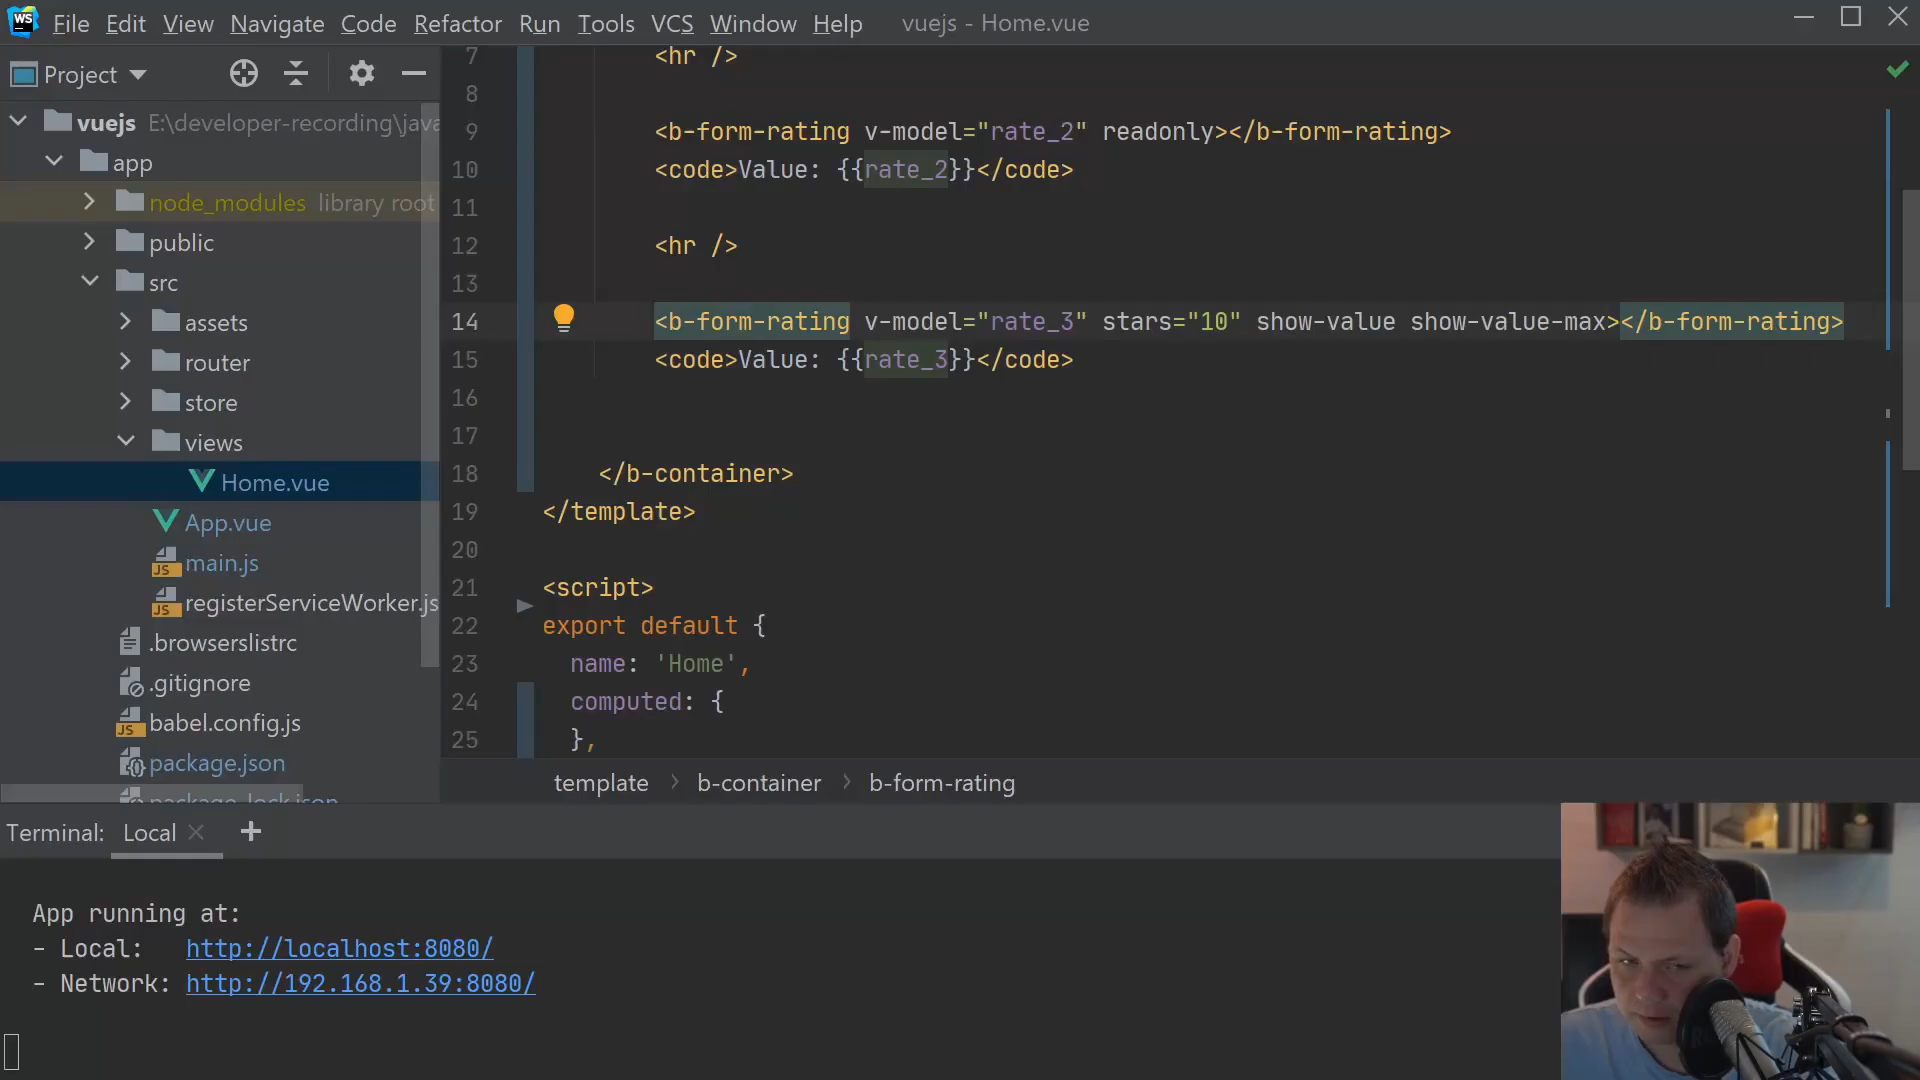 WS File Edit View Navigate Code Refactor Run Tools VCS Window Help vuejs - Home.vue
Project
vuejs E:\developer-recording\java
app
node_modules library root
public
src
assets
router
store
views
Home.vue
App.vue
JS main.js
JS registerServiceWorker.js
.browserslistrc
.gitignore
JS babel.config.js
package.json
package-lock.json
7 <hr />
8
9 <b-form-rating v-model="rate_2" readonly></b-form-rating>
10 <code>Value: {{rate_2}}</code>
11
12 <hr />
13
14 <b-form-rating v-model="rate_3" stars="10" show-value show-value-max></b-form-rating>
15 <code>Value: {{rate_3}}</code>
16
17
18 </b-container>
19 </template>
20
21 <script>
22 export default {
23 name: 'Home',
24 computed: {
25 },
template > b-container > b-form-rating
Terminal: Local × +
App running at:
- Local: http://localhost:8080/
- Network: http://192.168.1.39:8080/